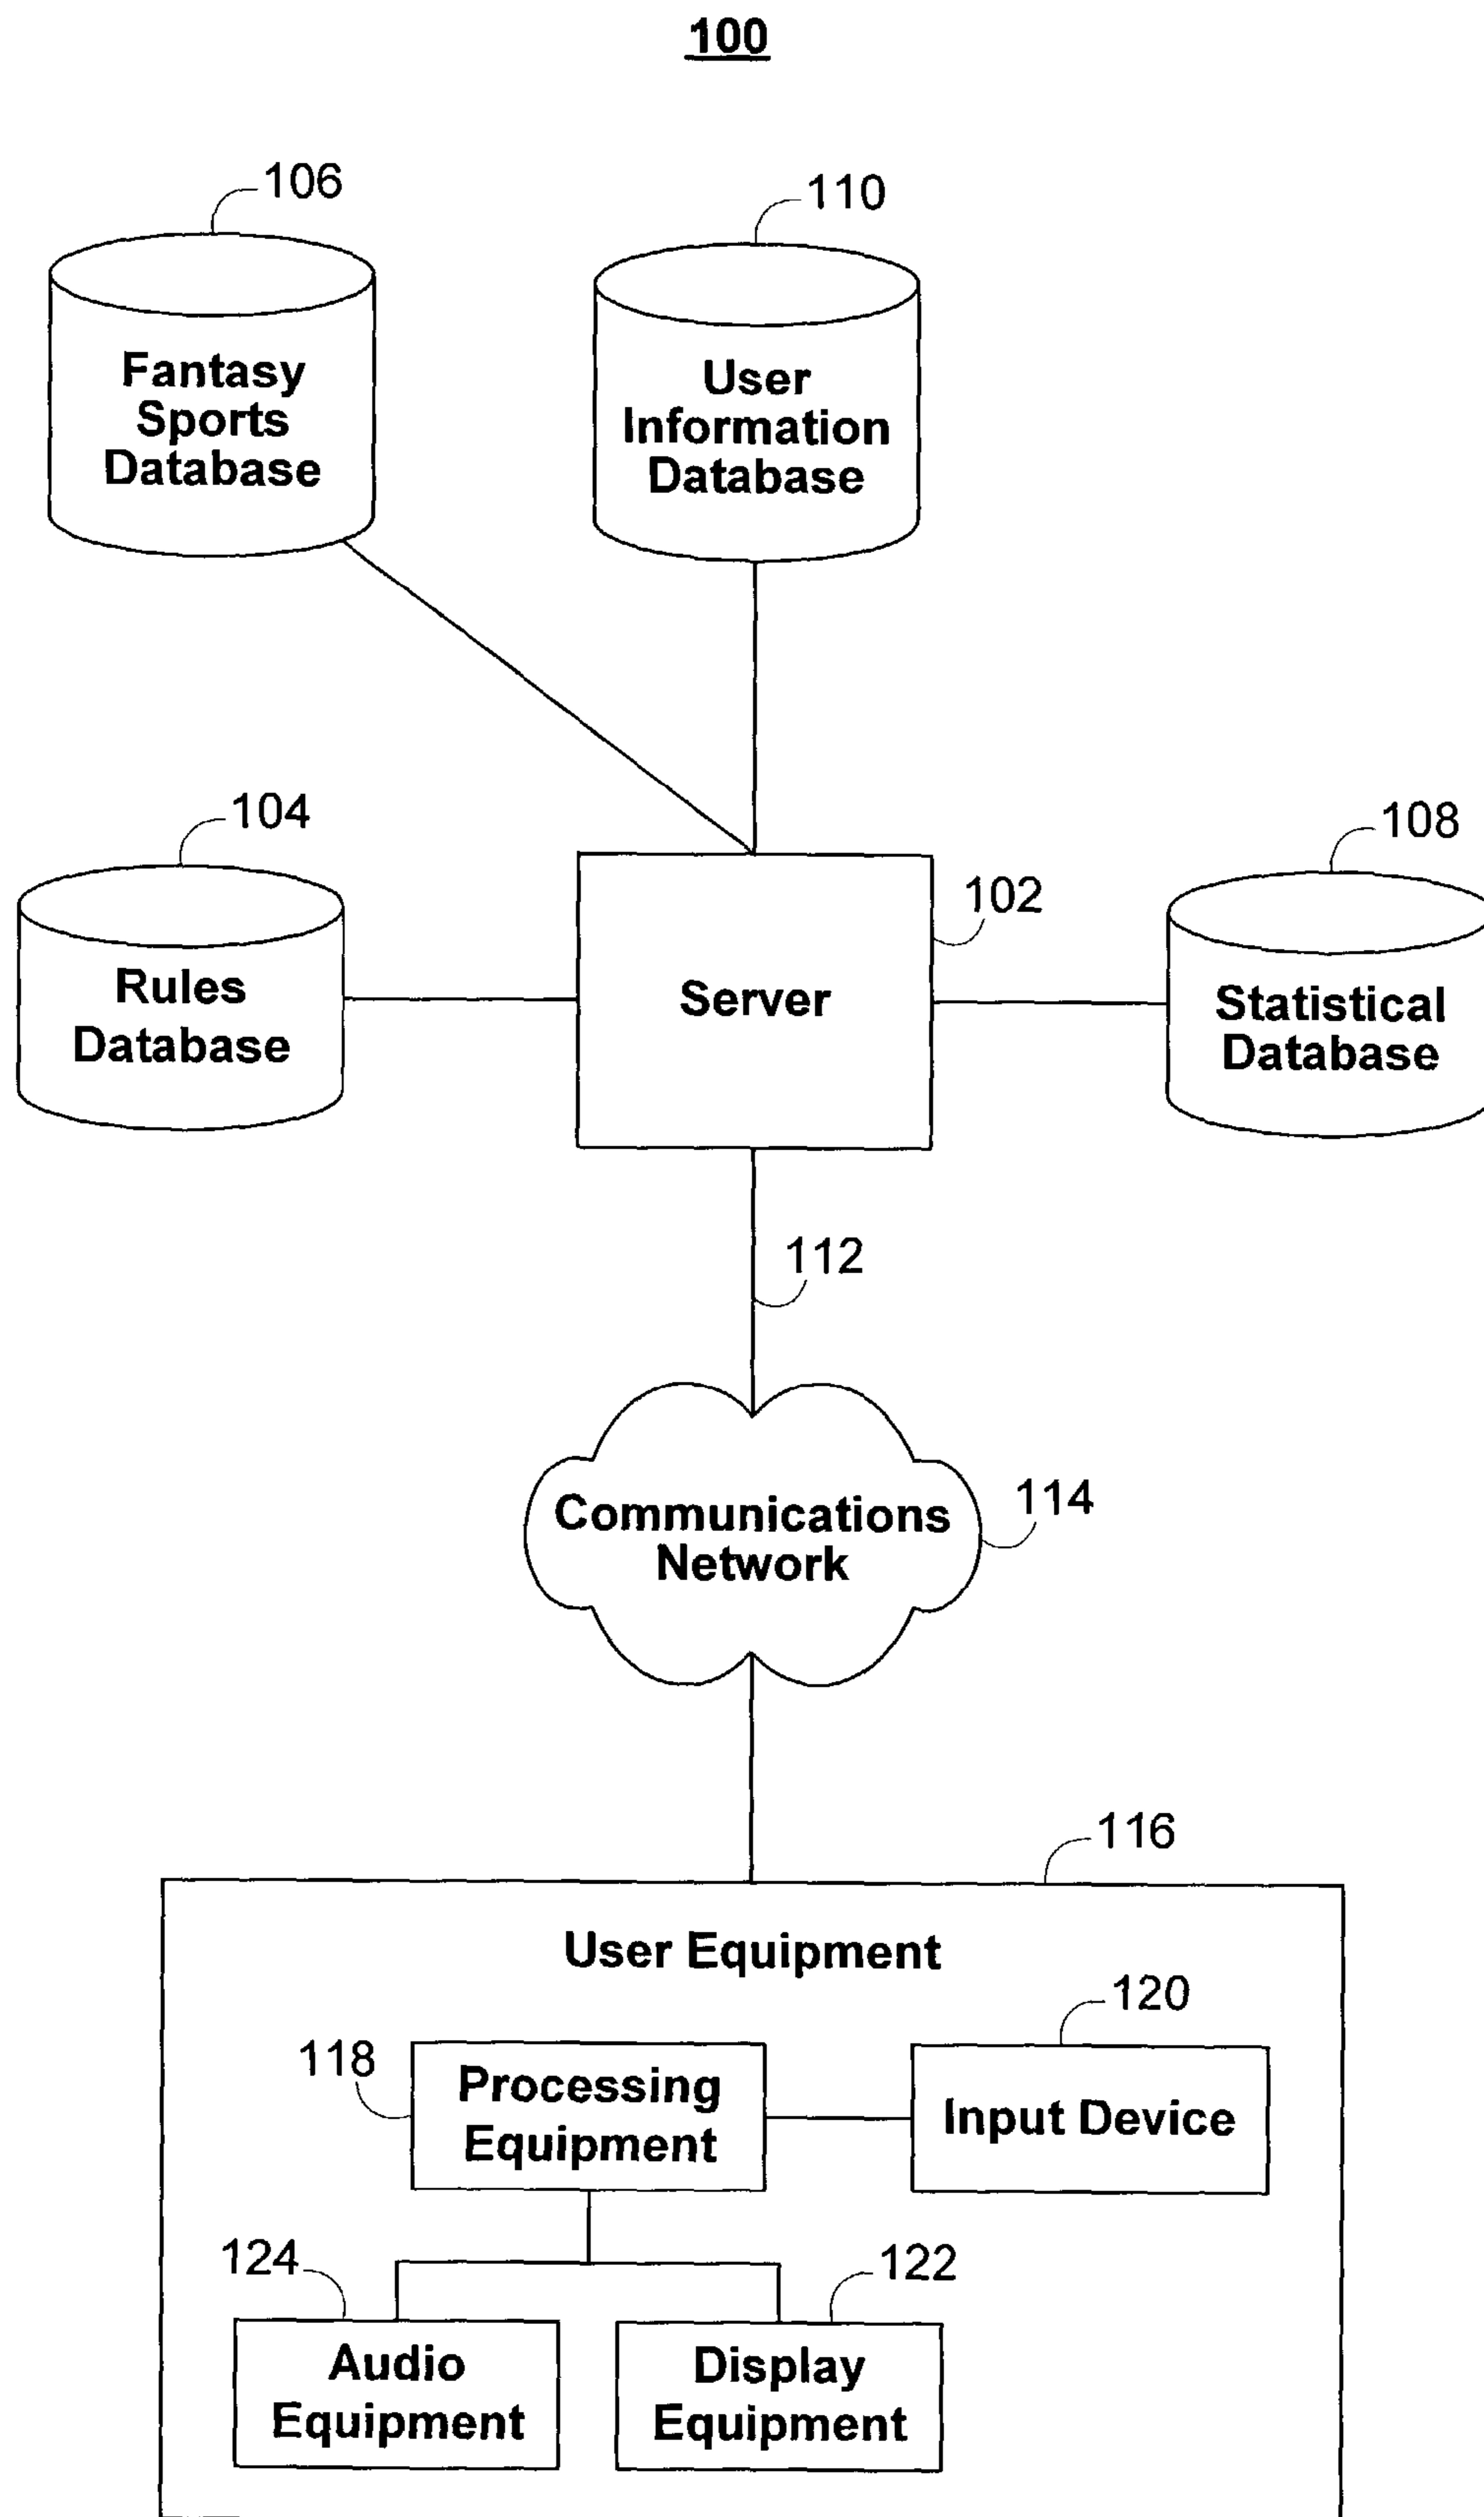 100
106
110
Fantasy
Sports
Database
User
Information
Database
104
108
102
Rules
Database
Server
Statistical
Database
112
Communications
Network
114
116
User Equipment
120
118
Processing
Equipment
Input Device
124
122
Audio
Equipment
Display
Equipment